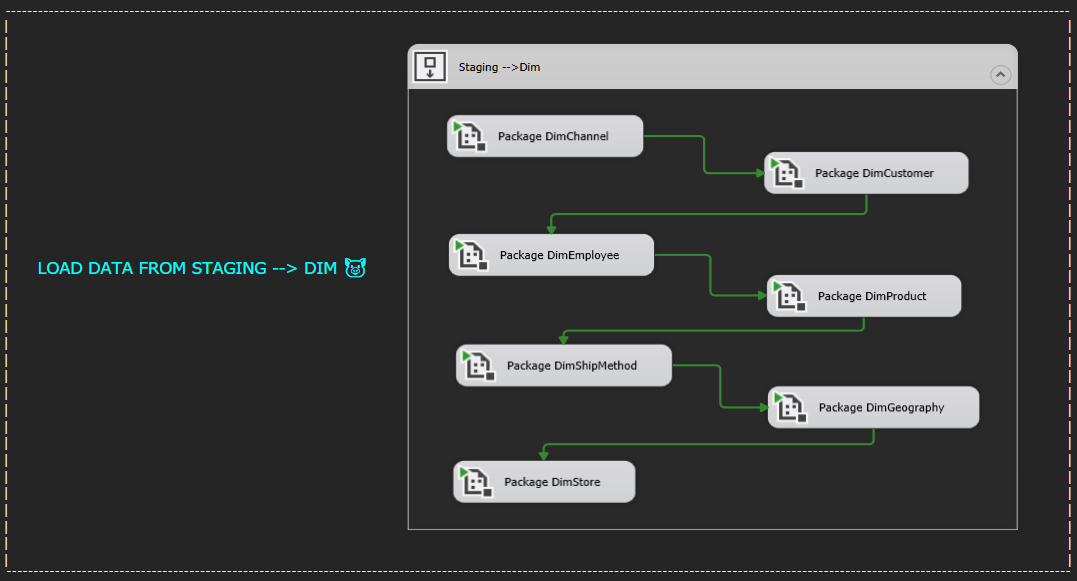 Staging -->Dim
Package DimChannel
Package DimCustomer
Package DimEmployee
LOAD DATA FROM STAGING --> DIM 🐷
Package DimProduct
Package DimShipMethod
Package DimGeography
Package DimStore